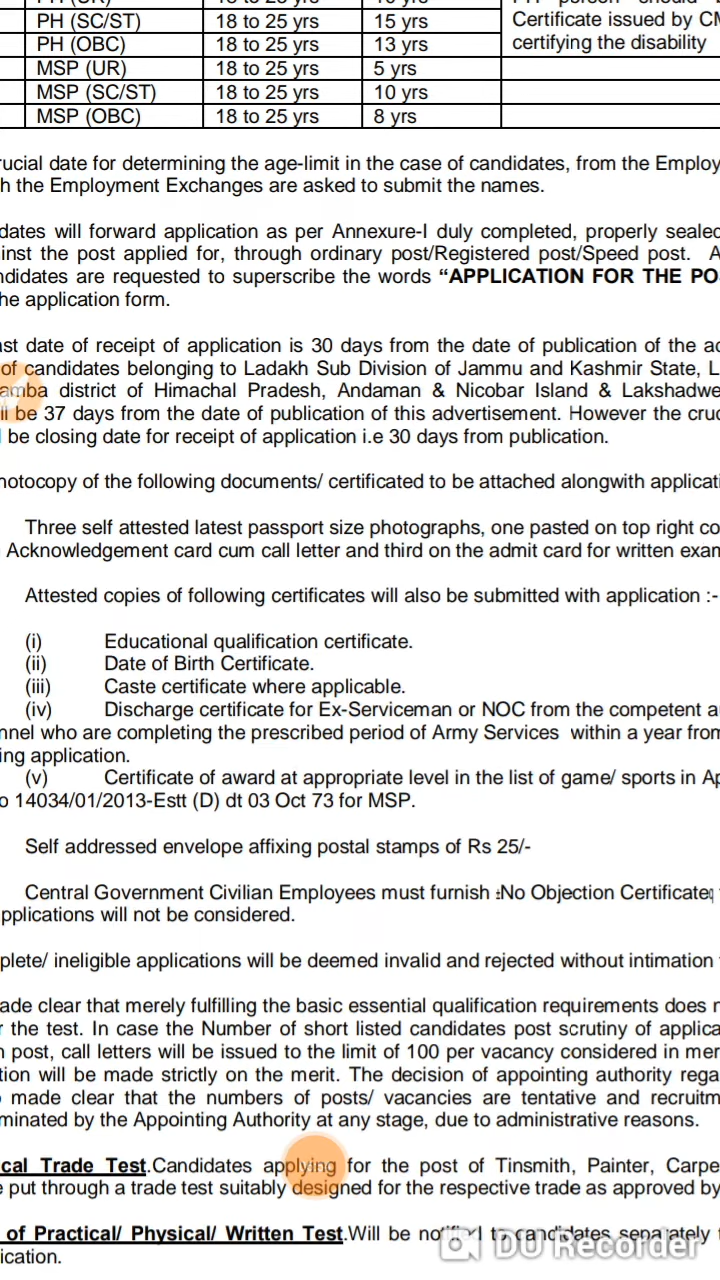 PH (SC/ST) 18 to 25 yrs 15 yrs Certificate issued by
PH (OBC) 18 to 25 yrs 13 yrs certifying the disability
MSP (UR) 18 to 25 yrs 5 yrs
MSP (SC/ST) 18 to 25 yrs 10 yrs
MSP (OBC) 18 to 25 yrs 8 yrs
rucial date for determining the age-limit in the case of candidates, from the Employ
h the Employment Exchanges are asked to submit the names.
dates will forward application as per Annexure-I duly completed, properly sealed
inst the post applied for, through ordinary post/Registered post/Speed post. A
ndidates are requested to superscribe the words “APPLICATION FOR THE PO
he application form.
ast date of receipt of application is 30 days from the date of publication of the ad
of candidates belonging to Ladakh Sub Division of Jammu and Kashmir State, L
amba district of Himachal Pradesh, Andaman & Nicobar Island & Lakshadwe
ll be 37 days from the date of publication of this advertisement. However the cruc
be closing date for receipt of application i.e 30 days from publication.
hotocopy of the following documents/ certificated to be attached alongwith applicati
Three self attested latest passport size photographs, one pasted on top right co
Acknowledgement card cum call letter and third on the admit card for written exam
Attested copies of following certificates will also be submitted with application :-
(i) Educational qualification certificate.
(ii) Date of Birth Certificate.
(iii) Caste certificate where applicable.
(iv) Discharge certificate for Ex-Serviceman or NOC from the competent a
nnel who are completing the prescribed period of Army Services within a year from
ing application.
(v) Certificate of award at appropriate level in the list of game/ sports in Ap
o 14034/01/2013-Estt (D) dt 03 Oct 73 for MSP.
Self addressed envelope affixing postal stamps of Rs 25/-
Central Government Civilian Employees must furnish No Objection Certificate
pplications will not be considered.
plete/ ineligible applications will be deemed invalid and rejected without intimation
ade clear that merely fulfilling the basic essential qualification requirements does n
r the test. In case the Number of short listed candidates post scrutiny of applica
n post, call letters will be issued to the limit of 100 per vacancy considered in mer
tion will be made strictly on the merit. The decision of appointing authority rega
made clear that the numbers of posts/ vacancies are tentative and recruitm
minated by the Appointing Authority at any stage, due to administrative reasons.
cal Trade Test.Candidates applying for the post of Tinsmith, Painter, Carpe
e put through a trade test suitably designed for the respective trade as approved by
of Practical/ Physical/ Written Test.Will be notified to candidates separately
ication.
DU Recorder